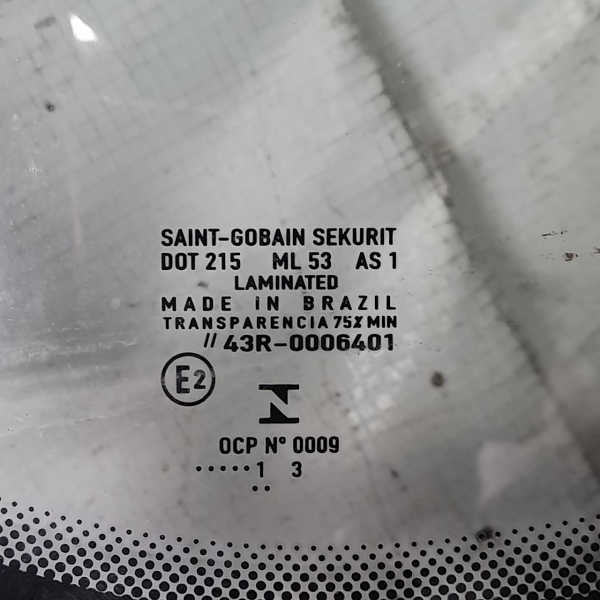 SAINT-GOBAIN SEKURIT
DOT 215 ML 53 AS 1
LAMINATED
MADE iN BRAZIL
TRANSPARENCIA 75% MIN
// 43R-0006401
E2
N
OCP Nº 0009
•••••1 3
••